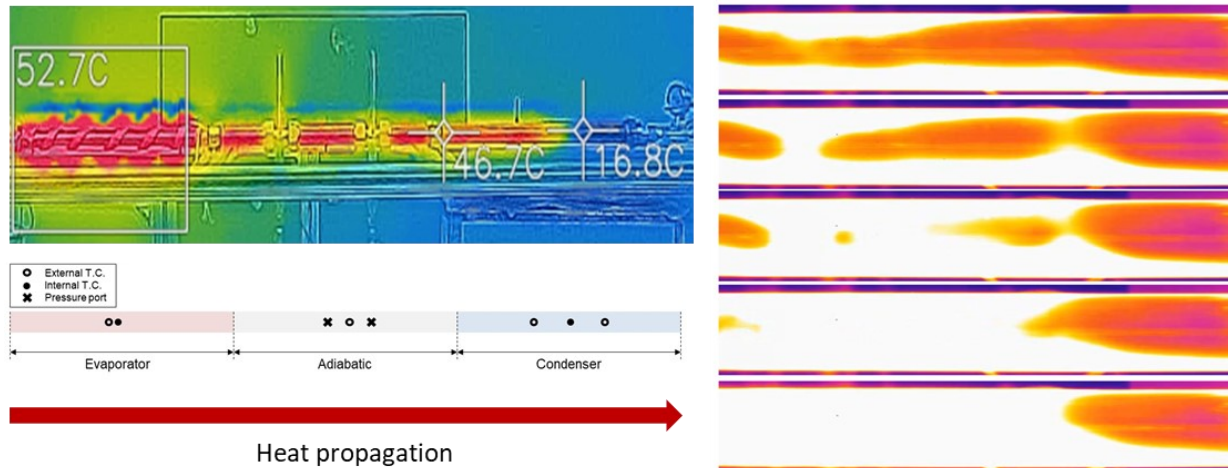 52.7C
46.7C
16.8C
External T.C.
Internal T.C.
Pressure port
Evaporator
Adiabatic
Condenser
Heat propagation